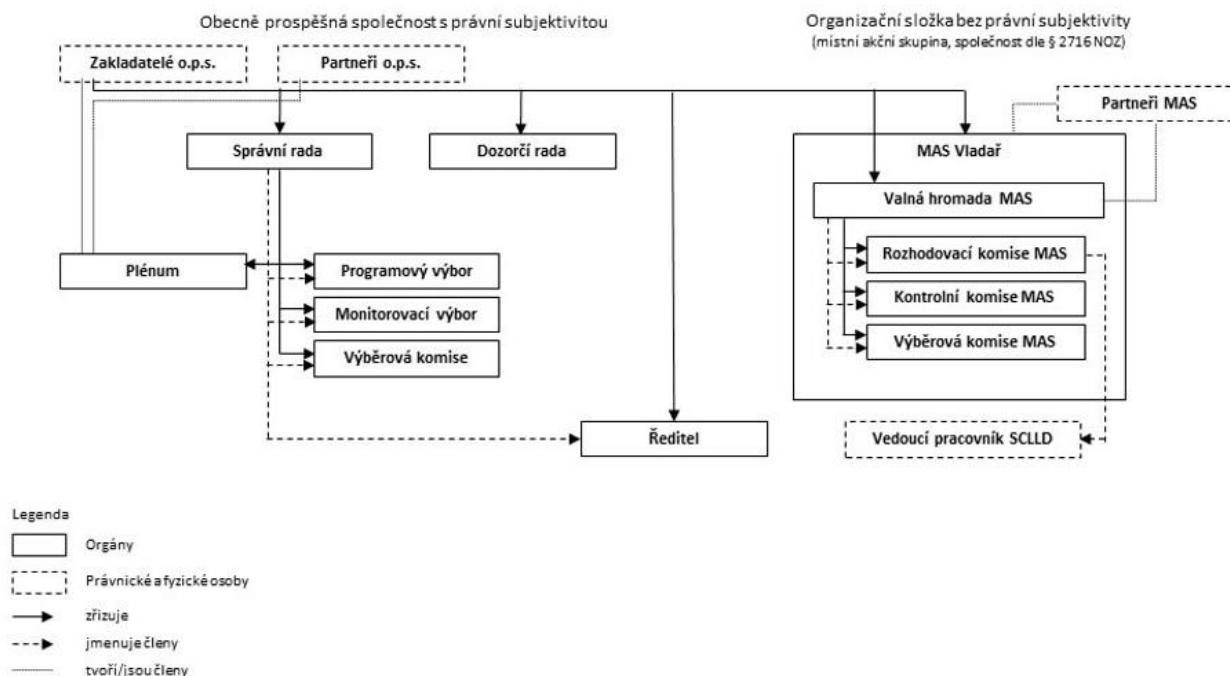 Obecně prospěšná společnost s právní subjektivitou
Organizační složka bez právní subjektivity
(místní akční skupina, společnost dle § 2716 NOZ)
Zakladatelé o.p.s.
Partneři o.p.s.
Partneři MAS
Správní rada
Dozorčí rada
MAS Vladař
Valná hromada MAS
Plénum
Programový výbor
Monitorovací výbor
Výběrová komise
Rozhodovací komise MAS
Kontrolní komise MAS
Výběrová komise MAS
Ředitel
Vedoucí pracovník SCLLD
Legenda
Orgány
Právnické a fyzické osoby
zřizuje
jmenuje členy
tvoří/jsou členy